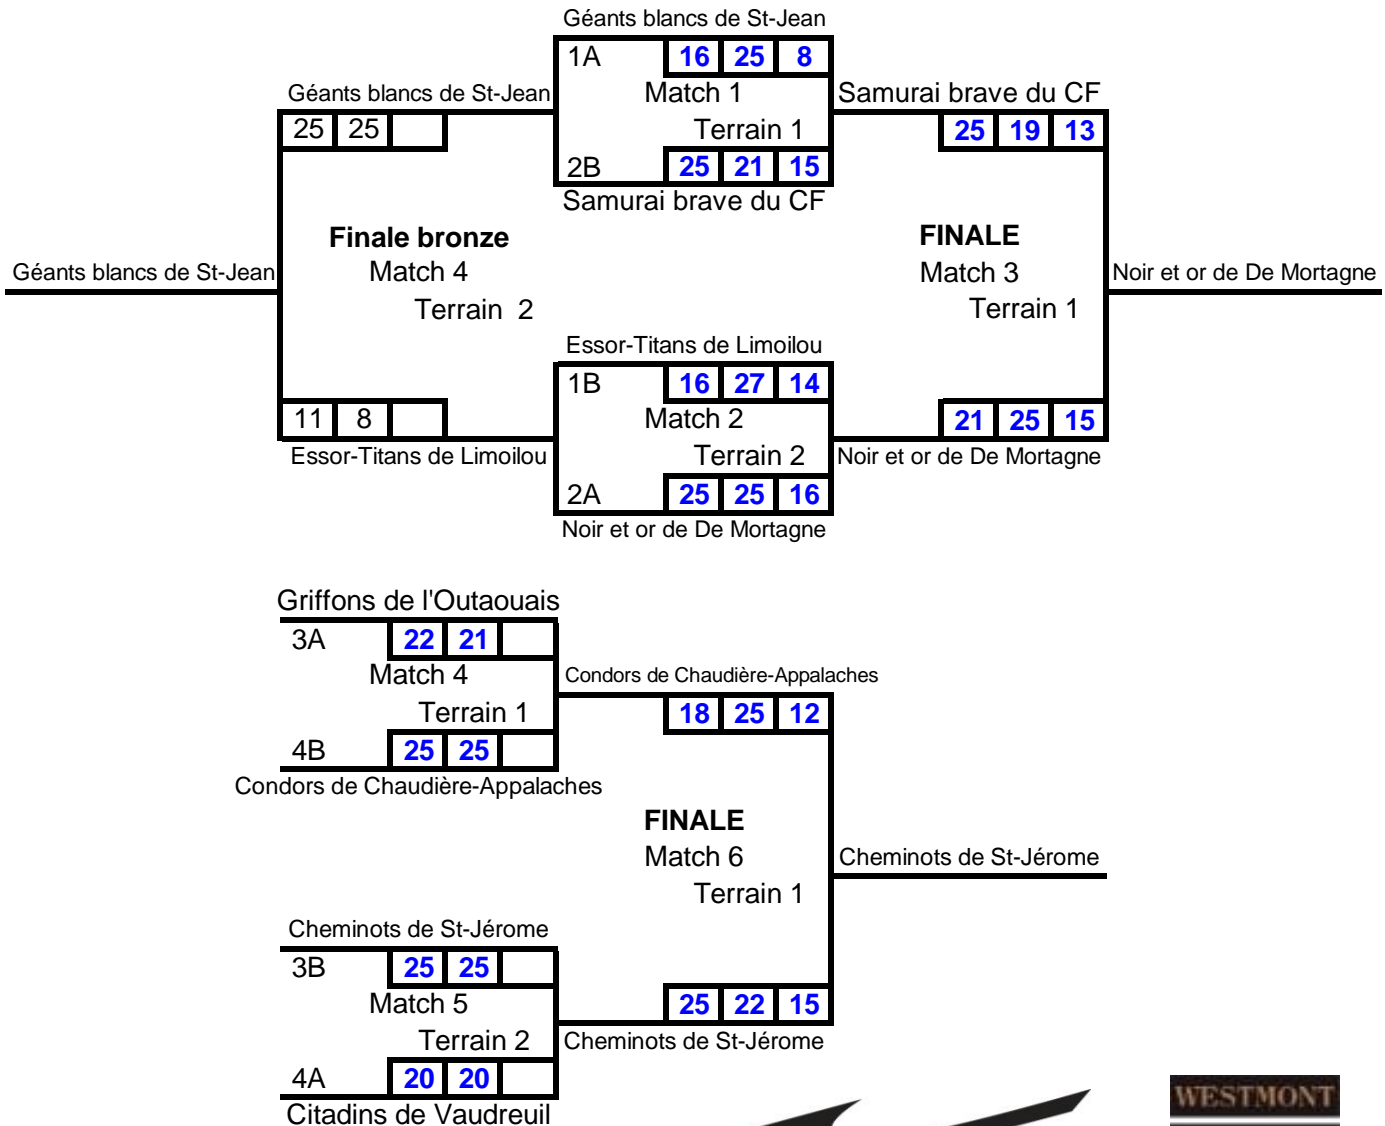 Géants blancs de St-Jean
1A 16 25 8
Géants blancs de St-Jean Match 1 Samurai brave du CF
25 25 Terrain 1 25 19 13
2B 25 21 15
Samurai brave du CF
Finale bronze FINALE
Géants blancs de St-Jean Match 4 Match 3 Noir et or de De Mortagne
Terrain 2 Terrain 1
Essor-Titans de Limoilou
1B 16 27 14
11 8 Match 2 21 25 15
Essor-Titans de Limoilou Terrain 2 Noir et or de De Mortagne
2A 25 25 16
Noir et or de De Mortagne
Griffons de l'Outaouais
3A 22 21
Match 4 Condors de Chaudière-Appalaches
Terrain 1 18 25 12
4B 25 25
Condors de Chaudière-Appalaches
FINALE
Match 6 Cheminots de St-Jérome
Terrain 1
Cheminots de St-Jérome
3B 25 25
Match 5 25 22 15
Terrain 2 Cheminots de St-Jérome
4A 20 20
Citadins de Vaudreuil
WESTMONT